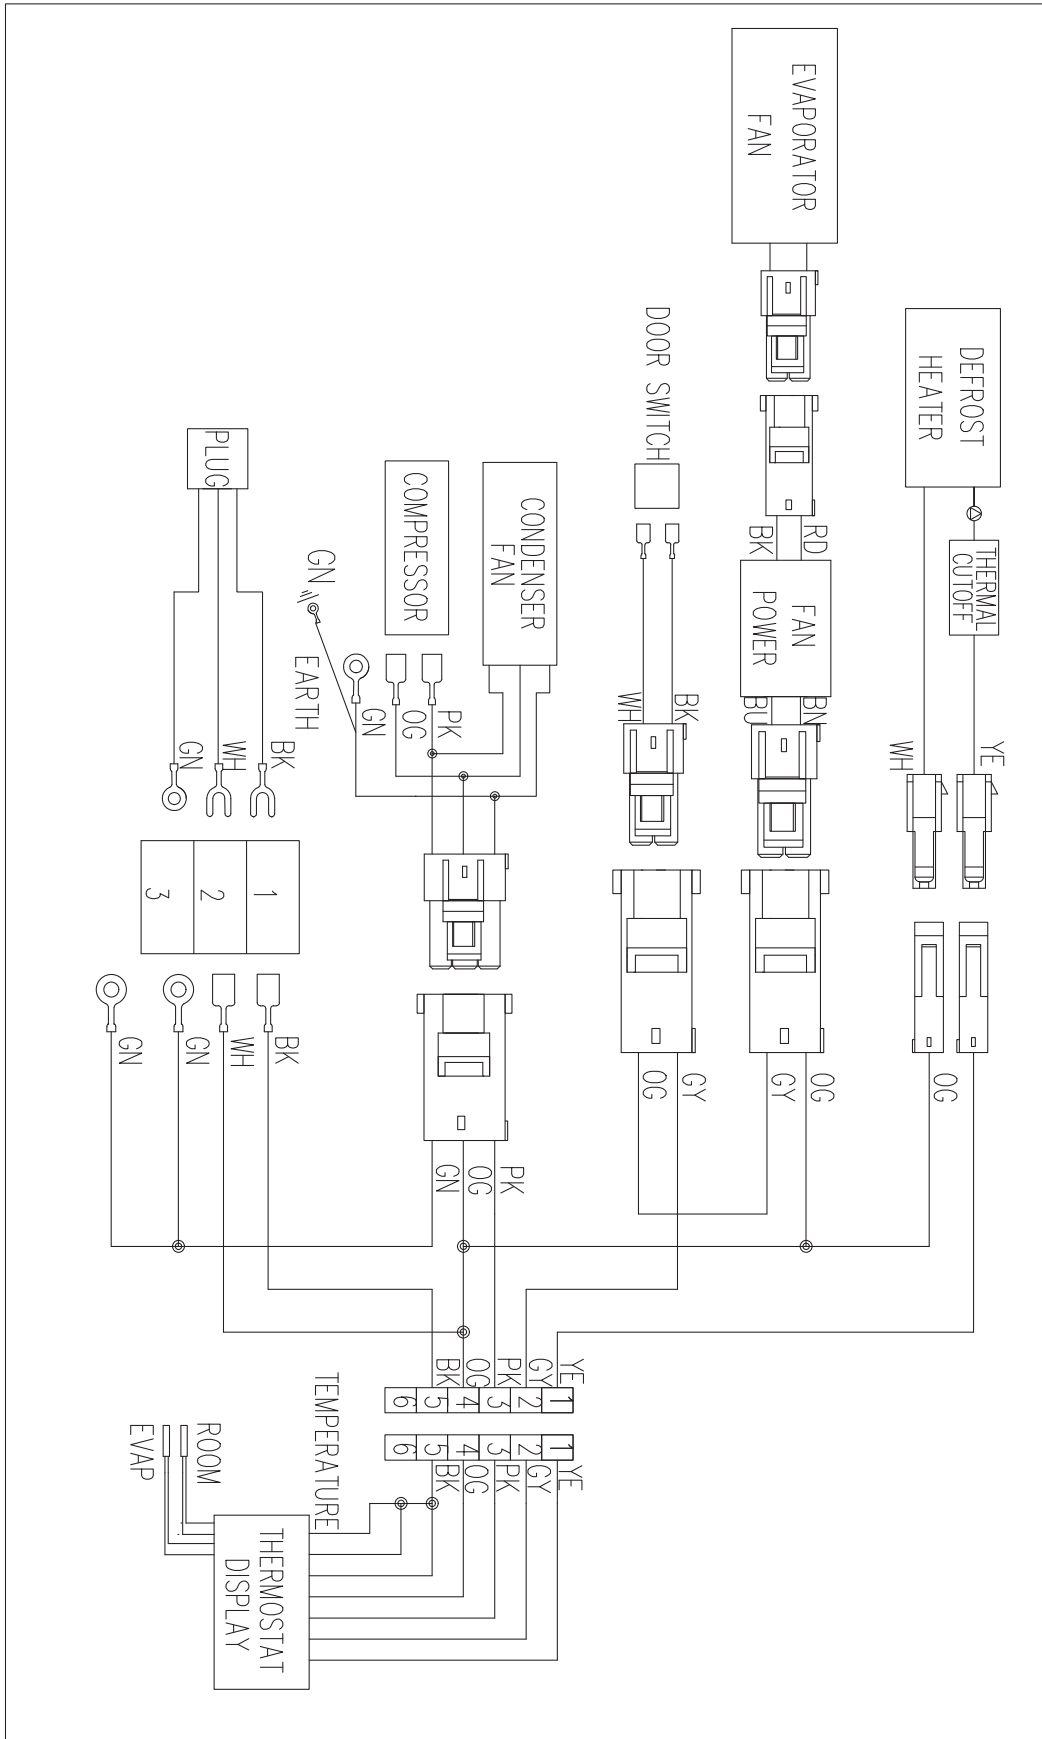 DEFROST
HEATER
THERMAL
CUTOFF
YE
WH
OG
EVAPORATOR
FAN
RD
BK
FAN
POWER
BN
BU
OG
GY
DOOR SWITCH
BK
WH
GY
OG
CONDENSER
FAN
COMPRESSOR
PK
OG
GN
EARTH
GN
PK
OG
GN
PLUG
BK
WH
GN
1
2
3
BK
WH
GN
GN
YE
GY
PK
OG
BK
1
2
3
4
5
6
1
2
3
4
5
6
YE
GY
PK
OG
BK
TEMPERATURE
ROOM
EVAP
THERMOSTAT
DISPLAY